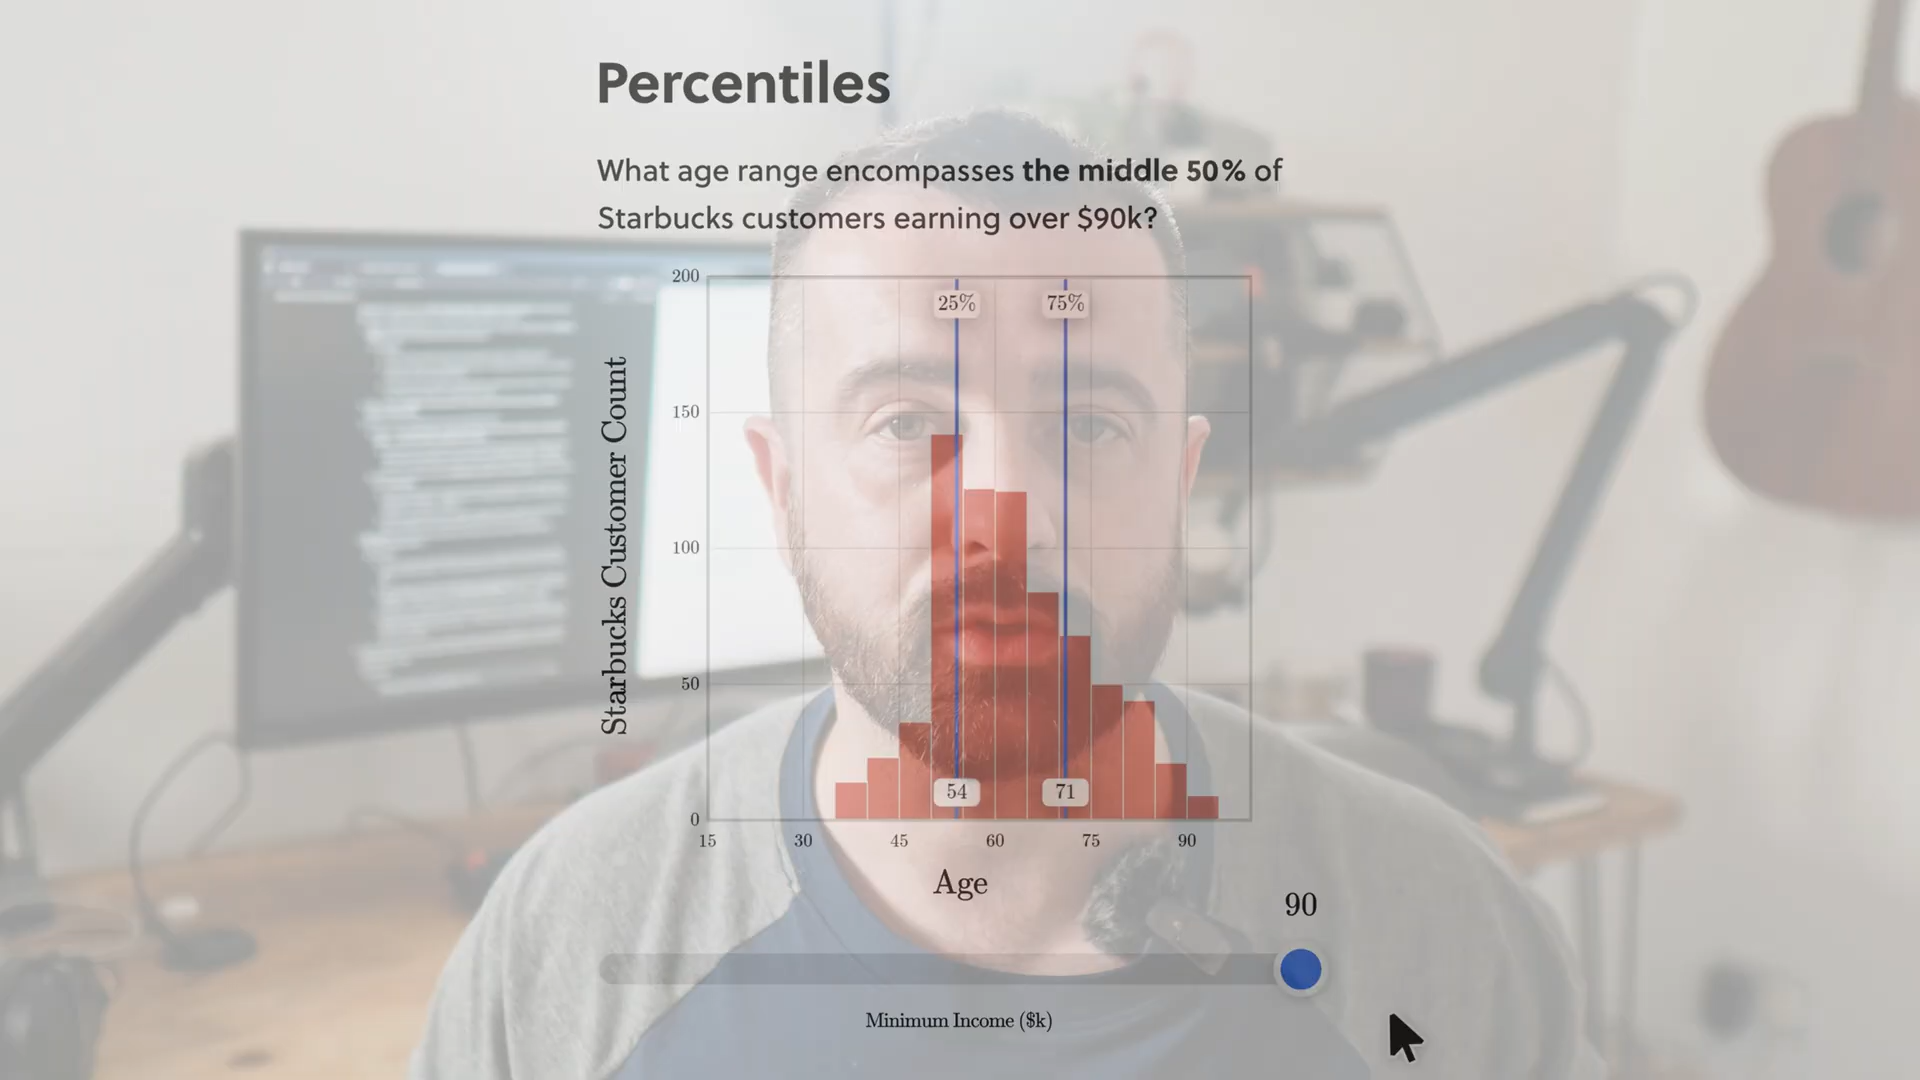 Percentiles
What age range encompasses the middle 50% of
Starbucks customers earning over $90k?
200
150
100
50
0
Starbucks Customer Count
25%
75%
54
71
15
30
45
60
75
90
Age
90
Minimum Income ($k)